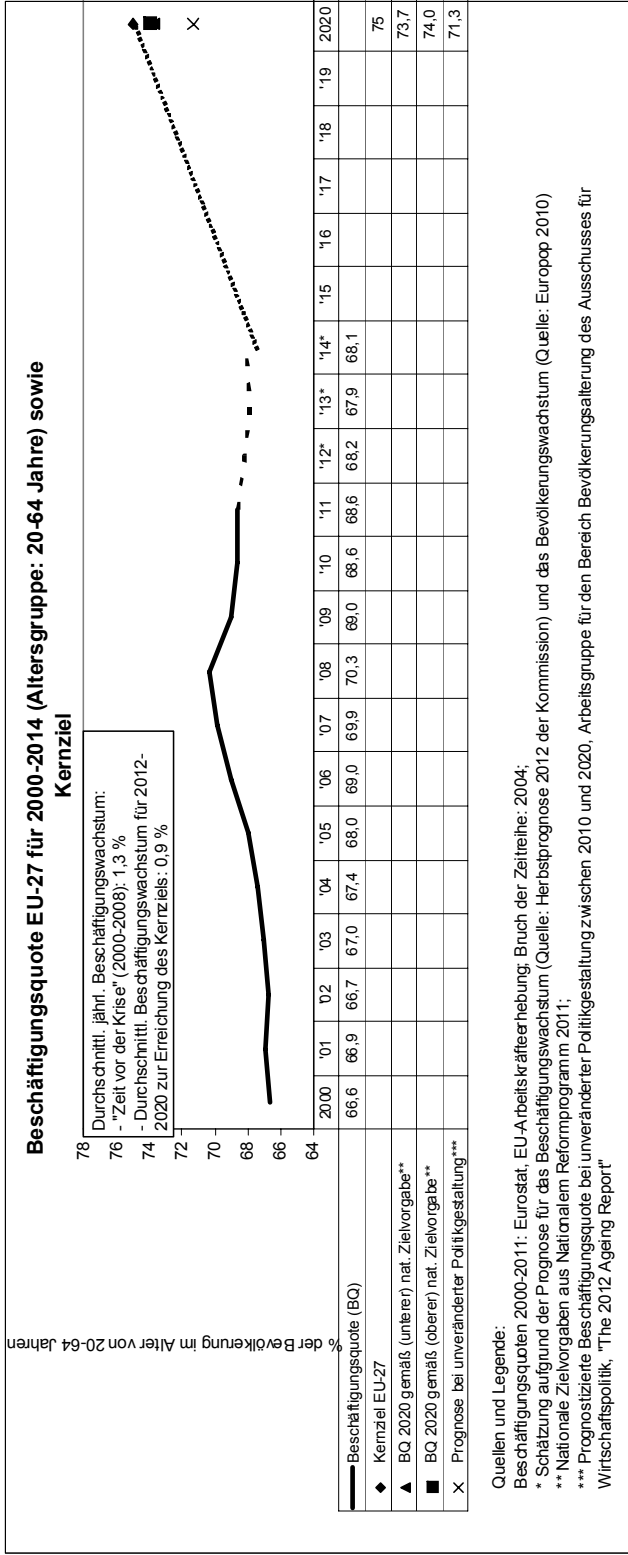 Beschäftigungsquote EU-27 für 2000-2014 (Altersgruppe: 20-64 Jahre) sowie
Kernziel
% der Bevölkerung im Alter von 20-64 Jahren
78
76
74
72
70
68
66
64
Durchschnittl. jährl. Beschäftigungswachstum:
- "Zeit vor der Krise" (2000-2008): 1,3 %
- Durchschnittl. Beschäftigungswachstum für 2012-
2020 zur Erreichung des Kernziels: 0,9 %
2000 '01 '02 '03 '04 '05 '06 '07 '08 '09 '10 '11 '12* '13* '14* '15 '16 '17 '18 '19 2020
Beschäftigungsquote (BQ) 66,6 66,9 66,7 67,0 67,4 68,0 69,0 69,9 70,3 69,0 68,6 68,6 68,2 67,9 68,1
Kernziel EU-27 75
BQ 2020 gemäß (unterer) nat. Zielvorgabe** 73,7
BQ 2020 gemäß (oberer) nat. Zielvorgabe** 74,0
Prognose bei unveränderter Politikgestaltung*** 71,3
Quellen und Legende:
Beschäftigungsquoten 2000-2011: Eurostat, EU-Arbeitskräfteerhebung; Bruch der Zeitreihe: 2004;
* Schätzung aufgund der Prognose für das Beschäftigungswachstum (Quelle: Herbstprognose 2012 der Kommission) und das Bevölkerungswachstum (Quelle: Europop 2010)
** Nationale Zielvorgaben aus Nationalem Reformprogramm 2011;
*** Prognostizierte Beschäftigungsquote bei unveränderter Politikgestaltung zwischen 2010 und 2020, Arbeitsgruppe für den Bereich Bevölkerungsalterung des Ausschusses für
Wirtschaftspolitik, "The 2012 Ageing Report"